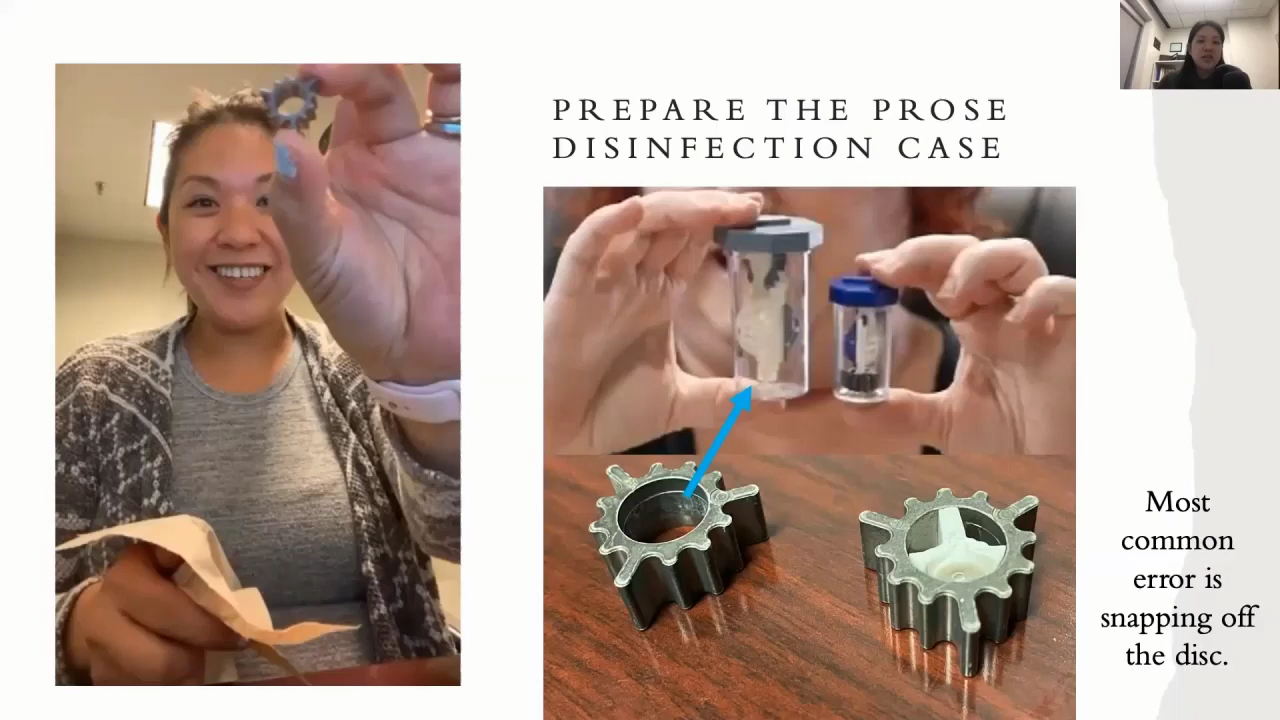 PREPARE THE PROSE
DISINFECTION CASE
Most
common
error is
snapping off
the disc.